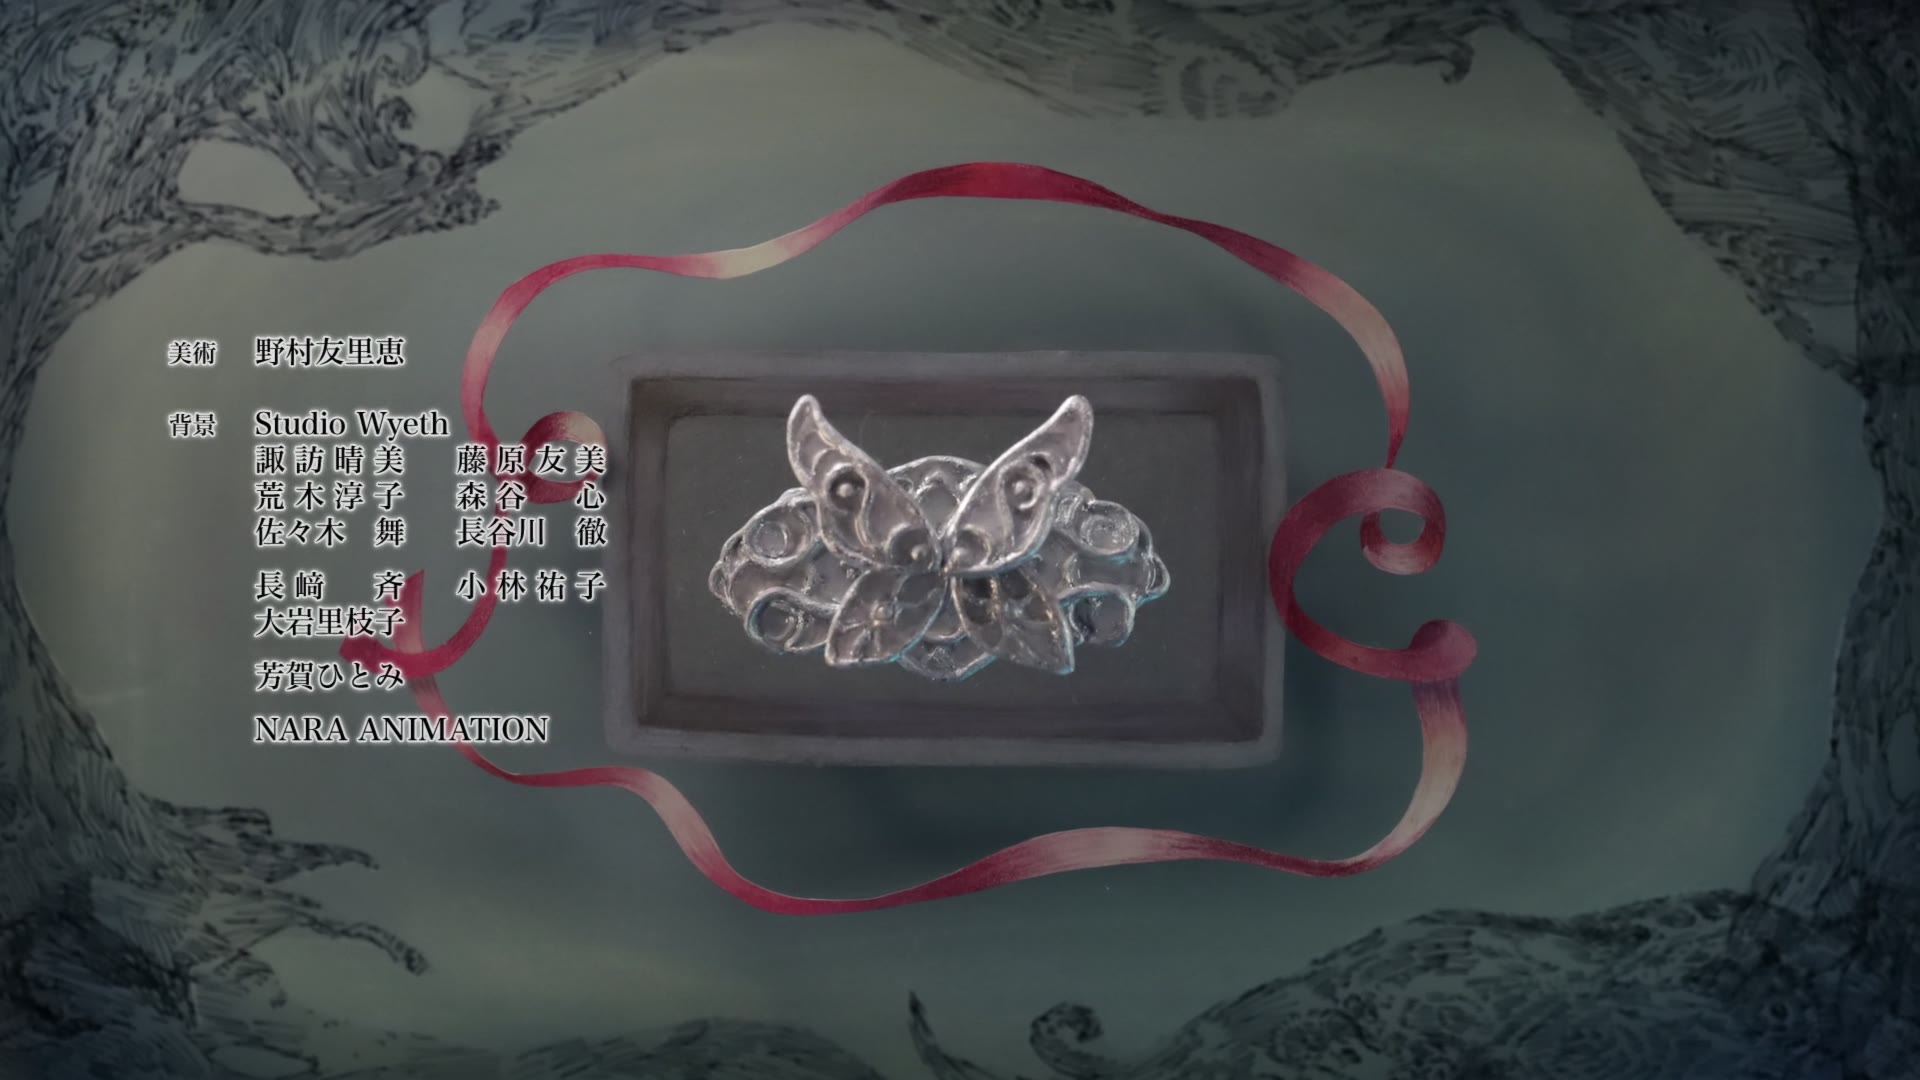 美術 野村友里恵
背景 Studio Wyeth
諏訪晴美 藤原友美
荒木淳子 森谷 心
佐々木 舞 長谷川 徹
長﨑 斉 小林祐子
大岩里枝子
芳賀ひとみ
NARA ANIMATION